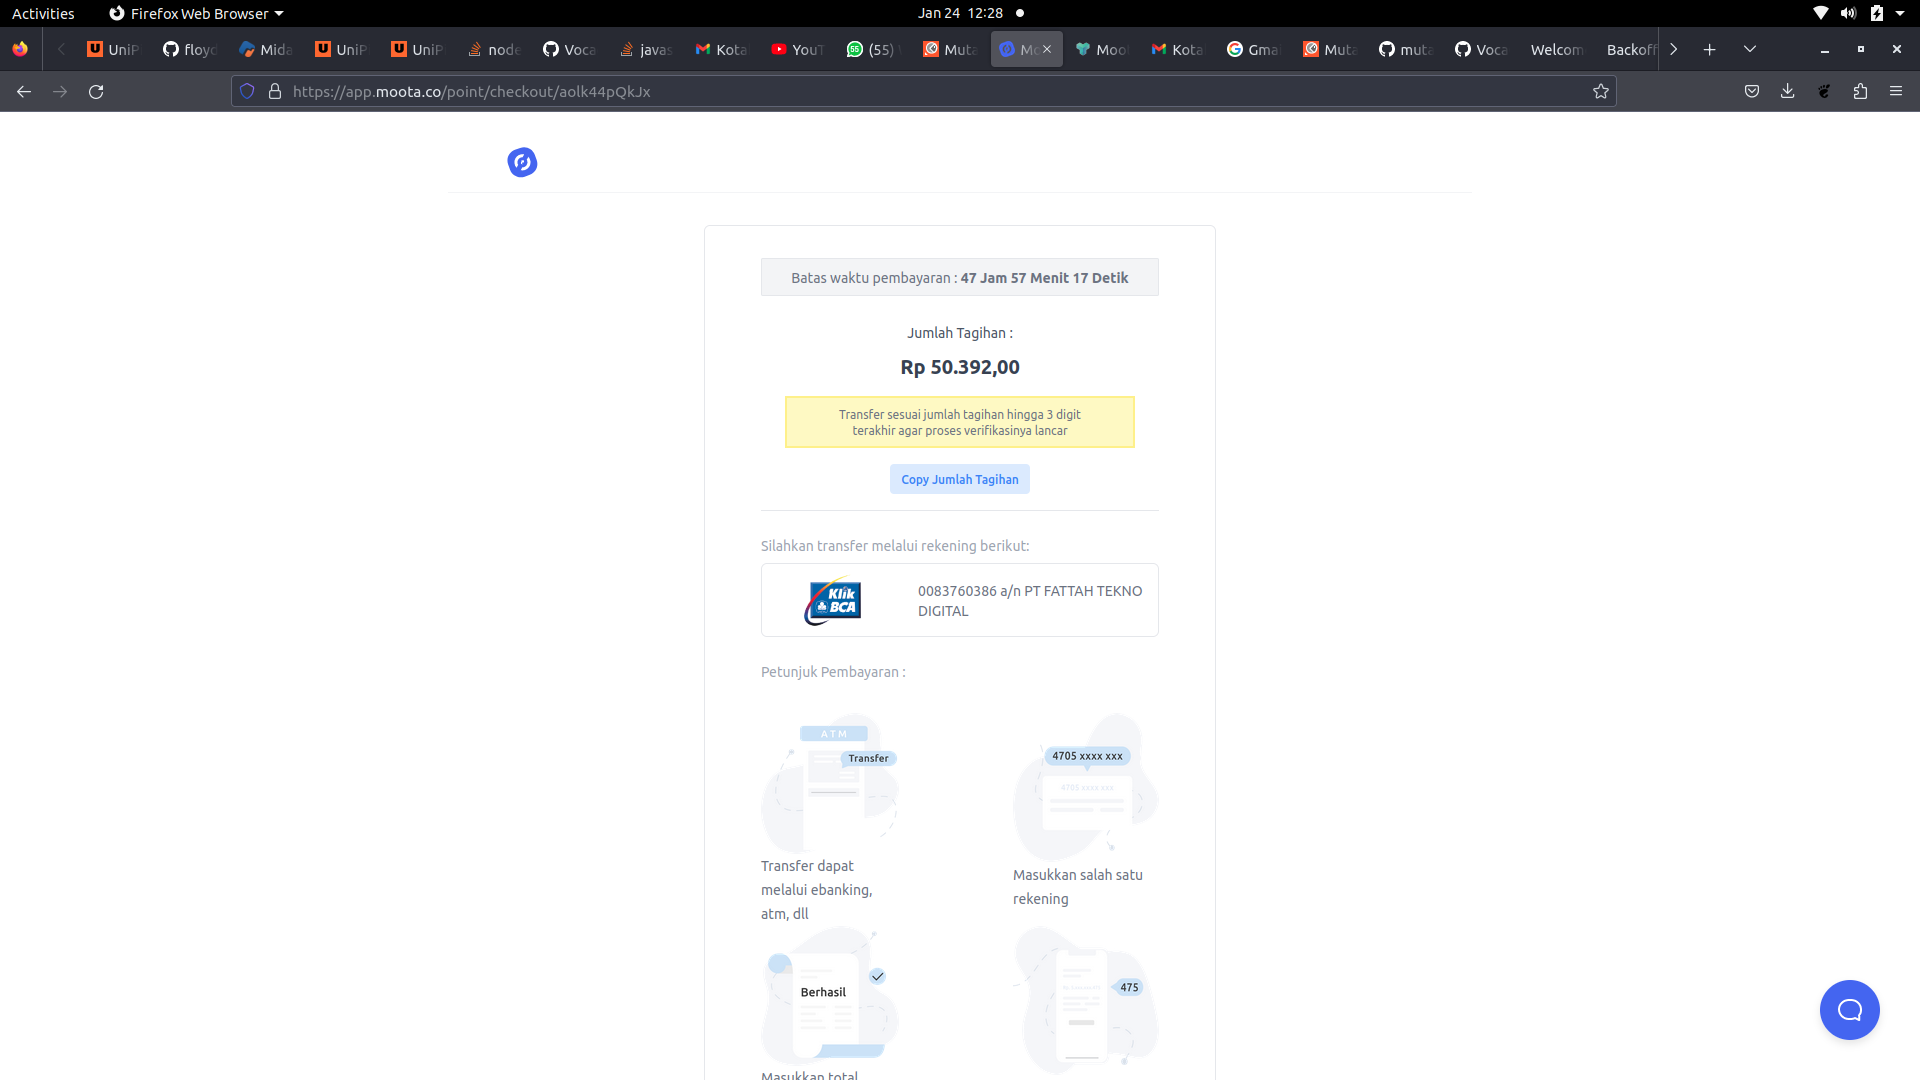 Activities
Firefox Web Browser
Jan 24 12:28
UniP
floyd
Mida
UniP
UniP
node
Voca
javas
Kota
YouT
(55)
Muta
Mo
Moo
Kota
Gmai
Muta
muta
Voca
Welcom
Backoff
https://app.moota.co/point/checkout/aolk44pQkJx
Batas waktu pembayaran : 47 Jam 57 Menit 17 Detik
Jumlah Tagihan :
Rp 50.392,00
Transfer sesuai jumlah tagihan hingga 3 digit
terakhir agar proses verifikasinya lancar
Copy Jumlah Tagihan
Silahkan transfer melalui rekening berikut:
Klik
BCA
0083760386 a/n PT FATTAH TEKNO
DIGITAL
Petunjuk Pembayaran :
ATM
Transfer
Transfer dapat
melalui ebanking,
atm, dll
4705 xxxx xxx
4705 xxxx xxx
Masukkan salah satu
rekening
Berhasil
475
Masukkan total